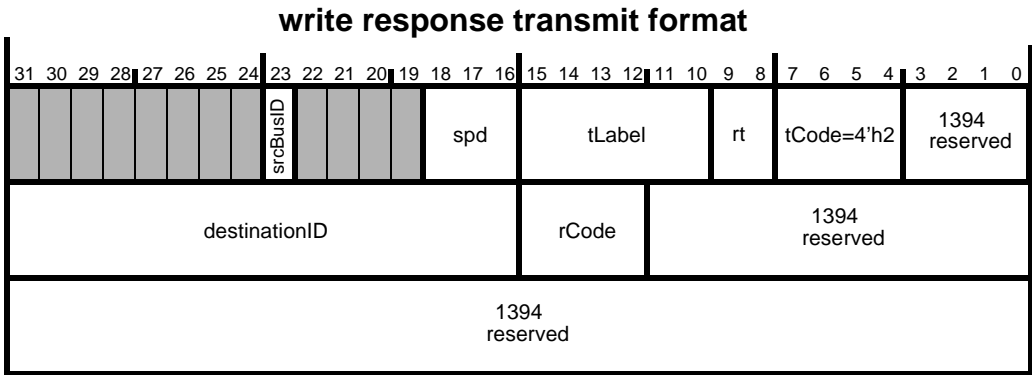 write response transmit format
31 30 29 28 27 26 25 24 23 22 21 20 19 18 17 16 15 14 13 12 11 10 9 8 7 6 5 4 3 2 1 0
srcBusID
spd
tLabel
rt
tCode=4’h2
1394
reserved
destinationID
rCode
1394
reserved
1394
reserved